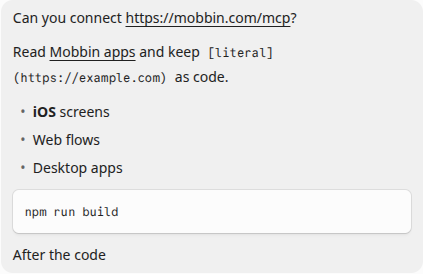 Can you connect https://mobbin.com/mcp?
Read Mobbin apps and keep [literal]
(https://example.com) as code.
• iOS screens
• Web flows
• Desktop apps
npm run build
After the code